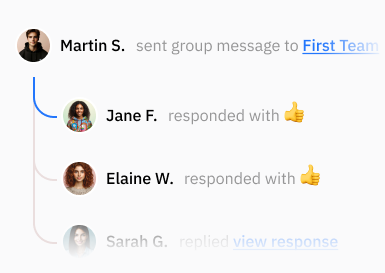 Martin S. sent group message to First Team
Jane F. responded with 👍
Elaine W. responded with 👍
Sarah G. replied view response